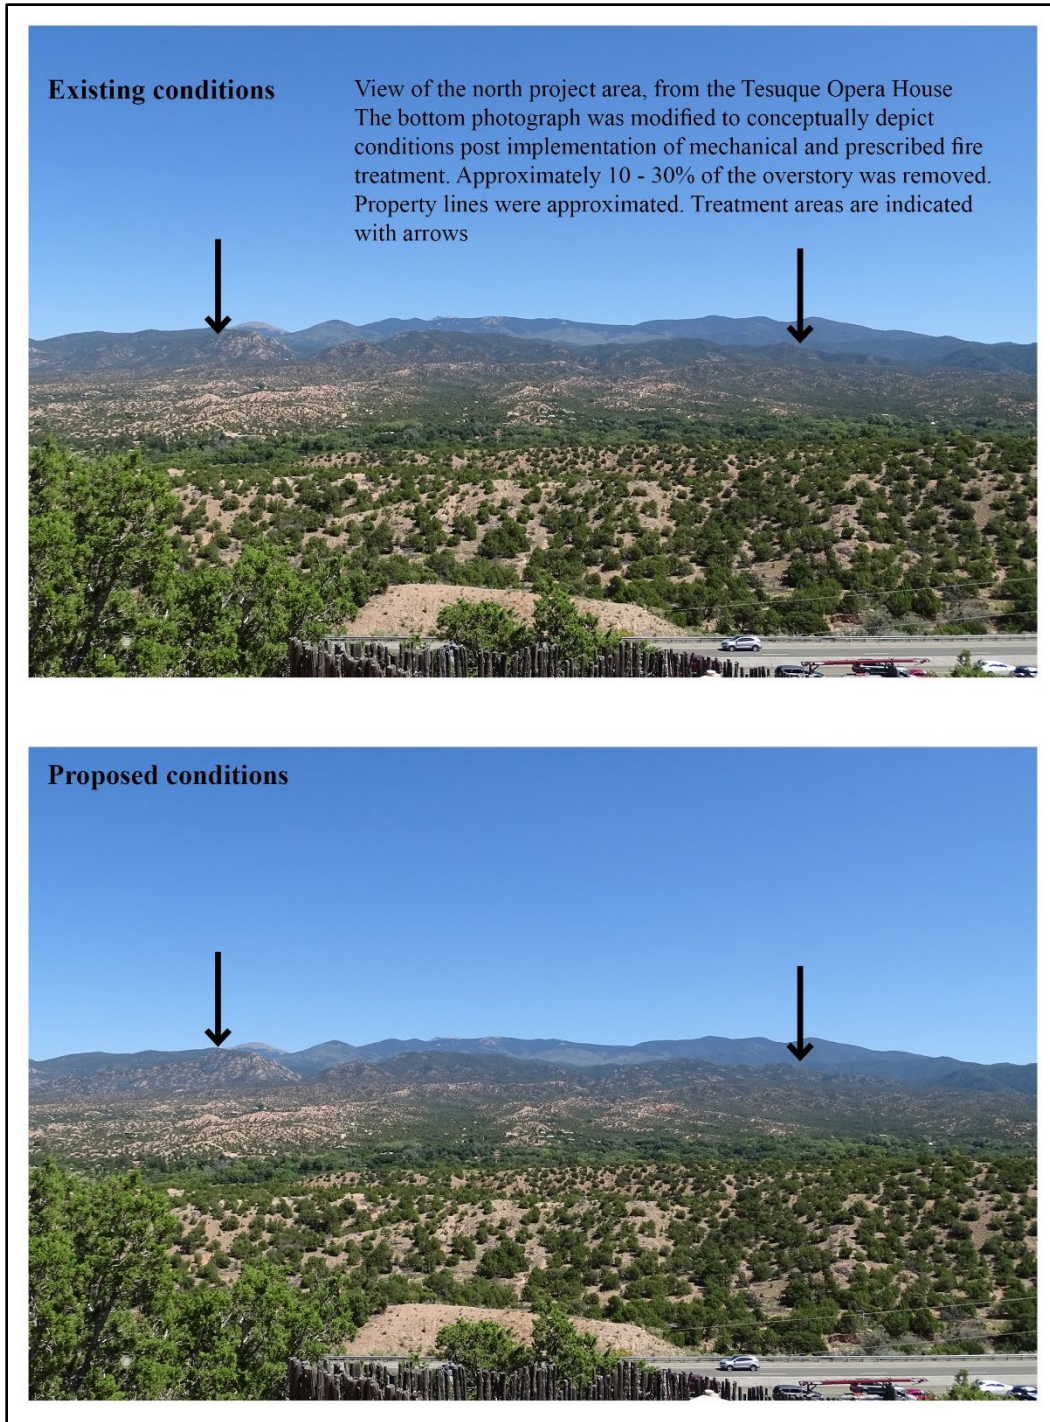 Existing conditions
View of the north project area, from the Tesuque Opera House
The bottom photograph was modified to conceptually depict
conditions post implementation of mechanical and prescribed fire
treatment. Approximately 10 - 30% of the overstory was removed.
Property lines were approximated. Treatment areas are indicated
with arrows
Proposed conditions